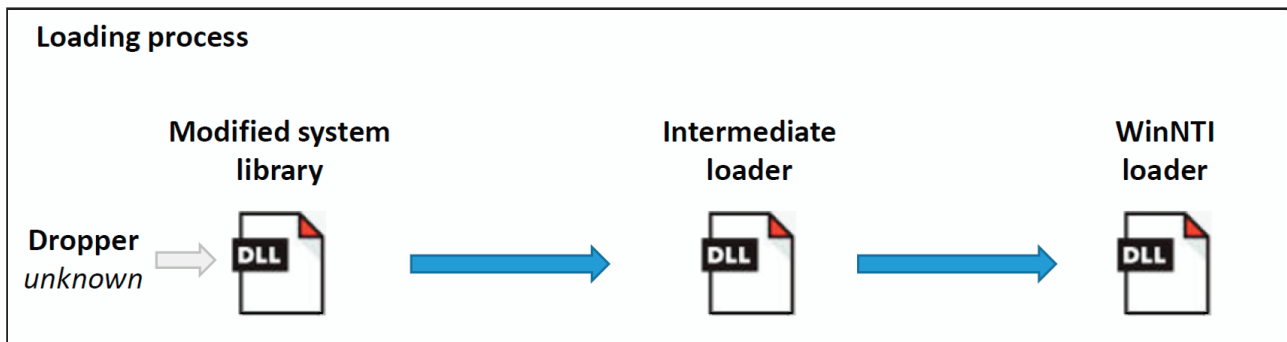 Loading process
Modified system
library
Intermediate
loader
WinNTI
loader
Dropper
unknown
DLL
DLL
DLL